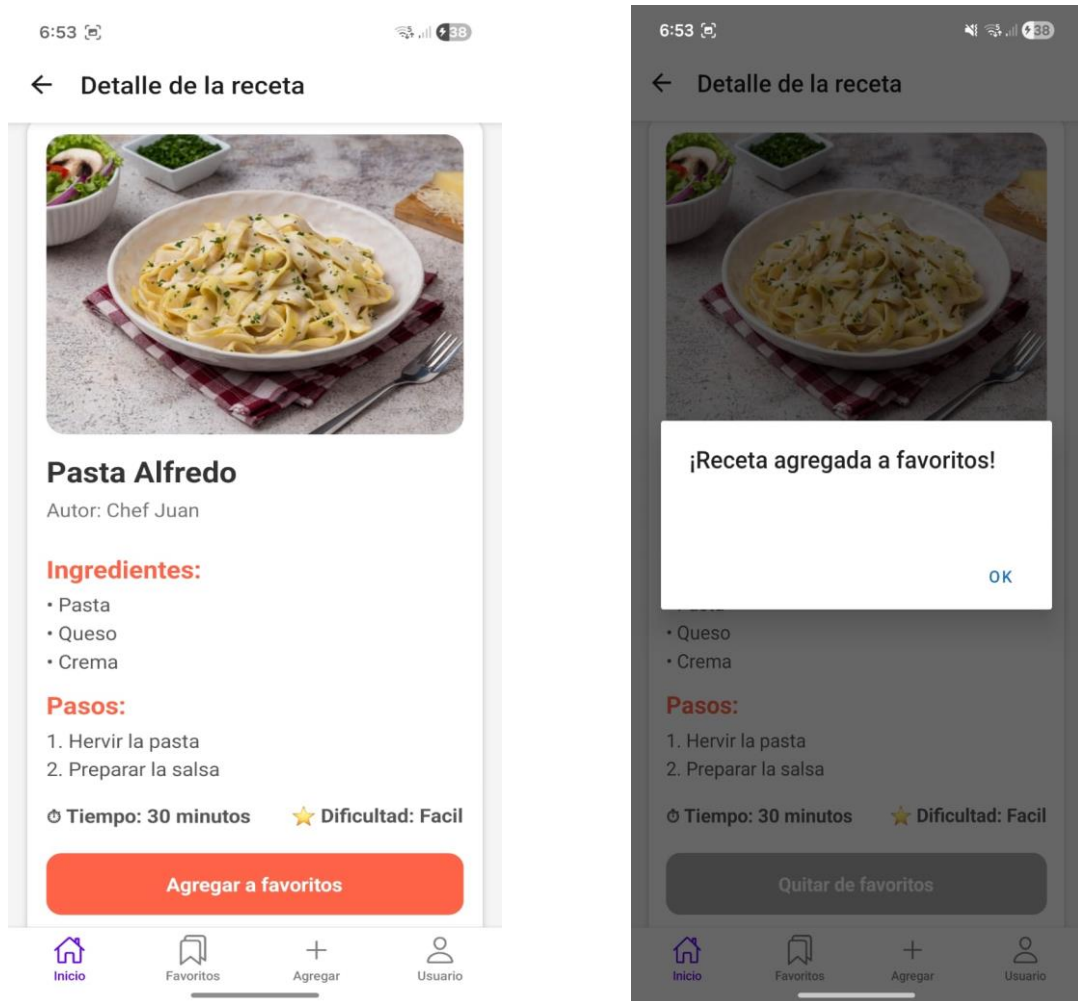 6:53
38
Detalle de la receta
Pasta Alfredo
Autor: Chef Juan
Ingredientes:
• Pasta
• Queso
• Crema
Pasos:
1. Hervir la pasta
2. Preparar la salsa
Tiempo: 30 minutos
Dificultad: Facil
Agregar a favoritos
Inicio
Favoritos
Agregar
Usuario
6:53
38
Detalle de la receta
¡Receta agregada a favoritos!
OK
• Queso
• Crema
Pasos:
1. Hervir la pasta
2. Preparar la salsa
Tiempo: 30 minutos
Dificultad: Facil
Quitar de favoritos
Inicio
Favoritos
Agregar
Usuario